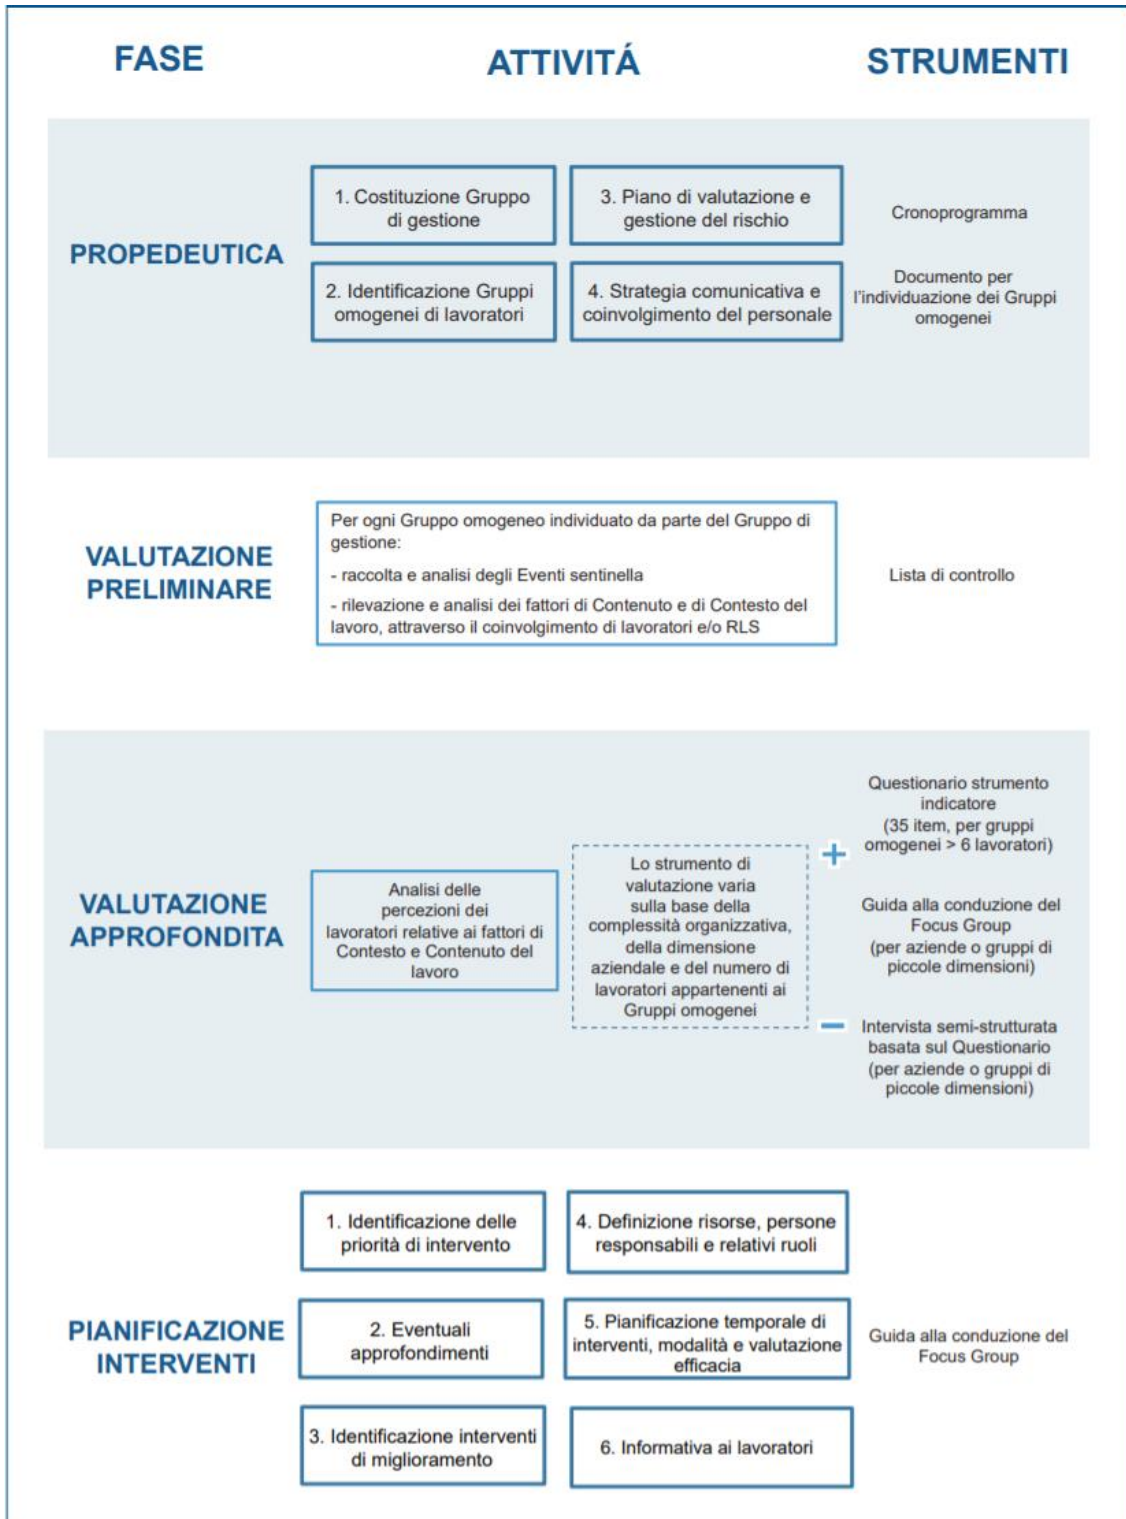 FASE
ATTIVITÁ
STRUMENTI
PROPEDEUTICA
1. Costituzione Gruppo
di gestione
3. Piano di valutazione e
gestione del rischio
2. Identificazione Gruppi
omogenei di lavoratori
4. Strategia comunicativa e
coinvolgimento del personale
Cronoprogramma
Documento per
l'individuazione dei Gruppi
omogenei
VALUTAZIONE
PRELIMINARE
Per ogni Gruppo omogeneo individuato da parte del Gruppo di
gestione:
- raccolta e analisi degli Eventi sentinella
- rilevazione e analisi dei fattori di Contenuto e di Contesto del
lavoro, attraverso il coinvolgimento di lavoratori e/o RLS
Lista di controllo
VALUTAZIONE
APPROFONDITA
Analisi delle
percezioni dei
lavoratori relative ai fattori di
Contesto e Contenuto del
lavoro
Lo strumento di
valutazione varia
sulla base della
complessità organizzativa,
della dimensione
aziendale e del numero di
lavoratori appartenenti ai
Gruppi omogenei
+
Questionario strumento
indicatore
(35 item, per gruppi
omogenei > 6 lavoratori)
Guida alla conduzione del
Focus Group
(per aziende o gruppi di
piccole dimensioni)
−
Intervista semi-strutturata
basata sul Questionario
(per aziende o gruppi di
piccole dimensioni)
PIANIFICAZIONE
INTERVENTI
1. Identificazione delle
priorità di intervento
4. Definizione risorse, persone
responsabili e relativi ruoli
2. Eventuali
approfondimenti
5. Pianificazione temporale di
interventi, modalità e valutazione
efficacia
3. Identificazione interventi
di miglioramento
6. Informativa ai lavoratori
Guida alla conduzione del
Focus Group